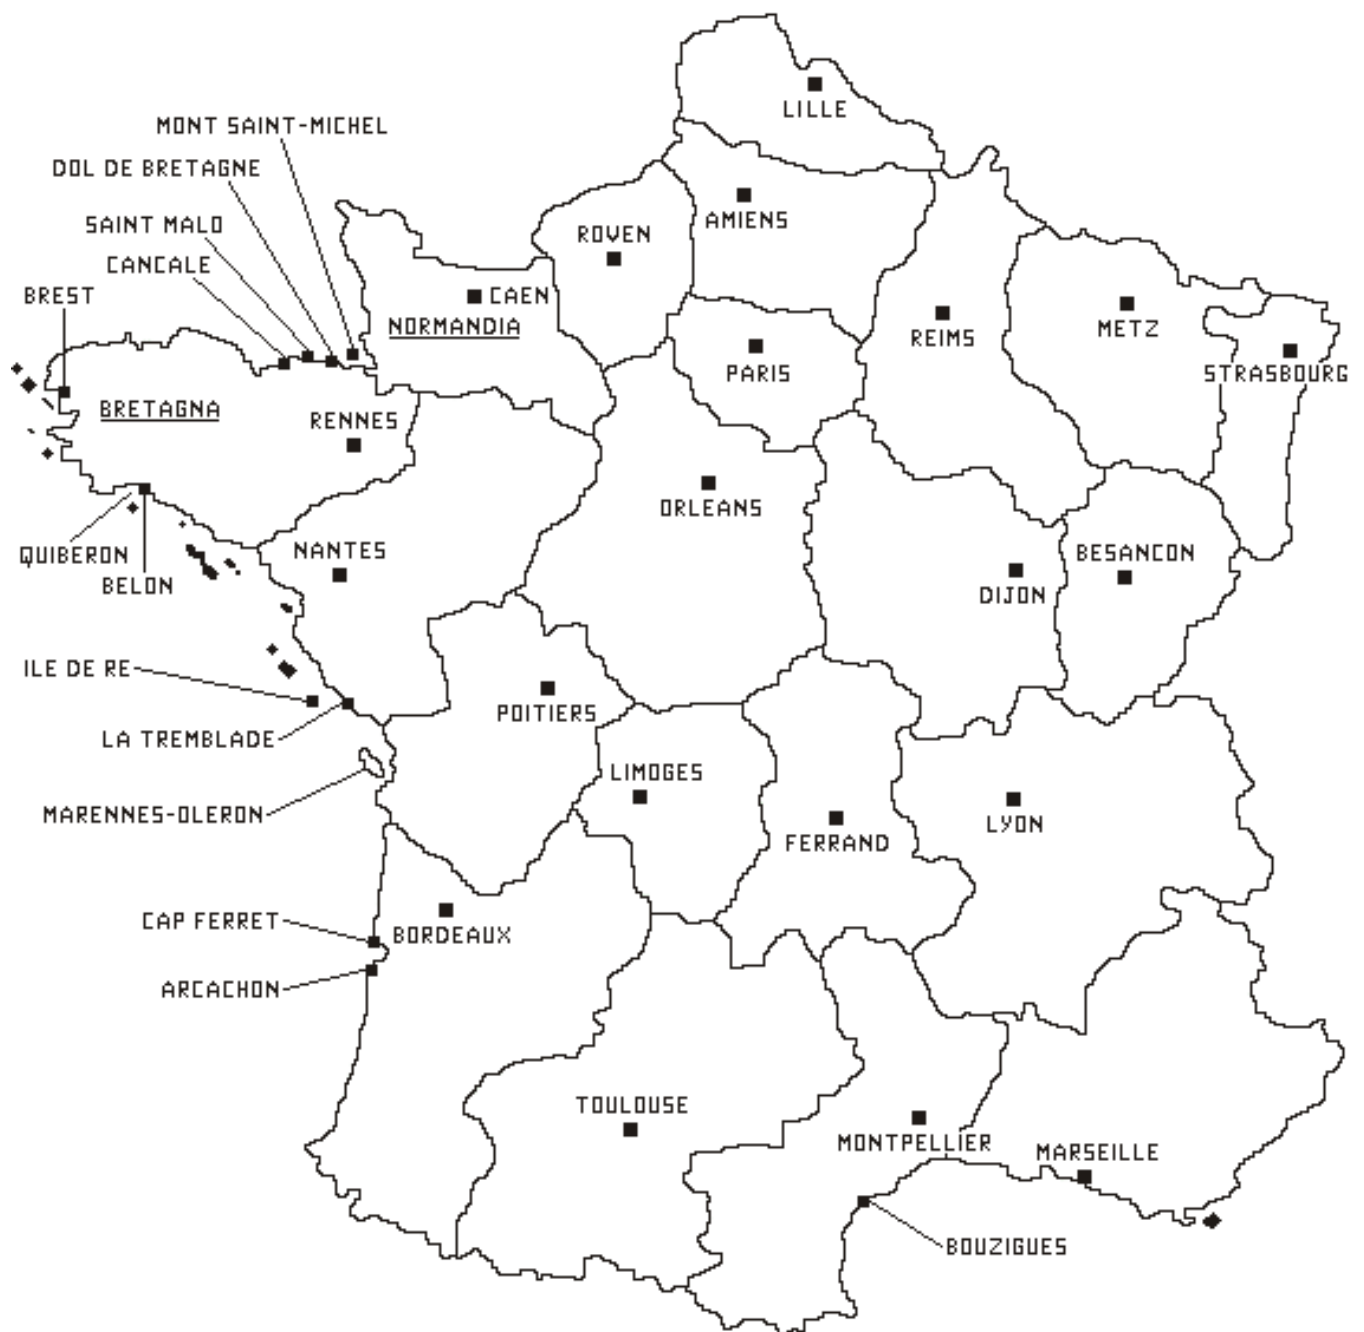 LILLE
MONT SAINT-MICHEL
DOL DE BRETAGNE
AMIENS
SAINT MALO
ROVEN
CANCALE
BREST
CAEN
METZ
NORMANDIA
REIMS
PARIS
STRASBOURG
BRETAGNA
RENNES
ORLEANS
NANTES
BESANCON
QUIBERON
BELON
DIJON
ILE DE RE
POITIERS
LA TREMBLADE
LIMOGES
MARENNES-OLERON
LYON
FERRAND
CAP FERRET
BORDEAUX
ARCACHON
TOULOUSE
MONTPELLIER
MARSEILLE
BOUZIGUES